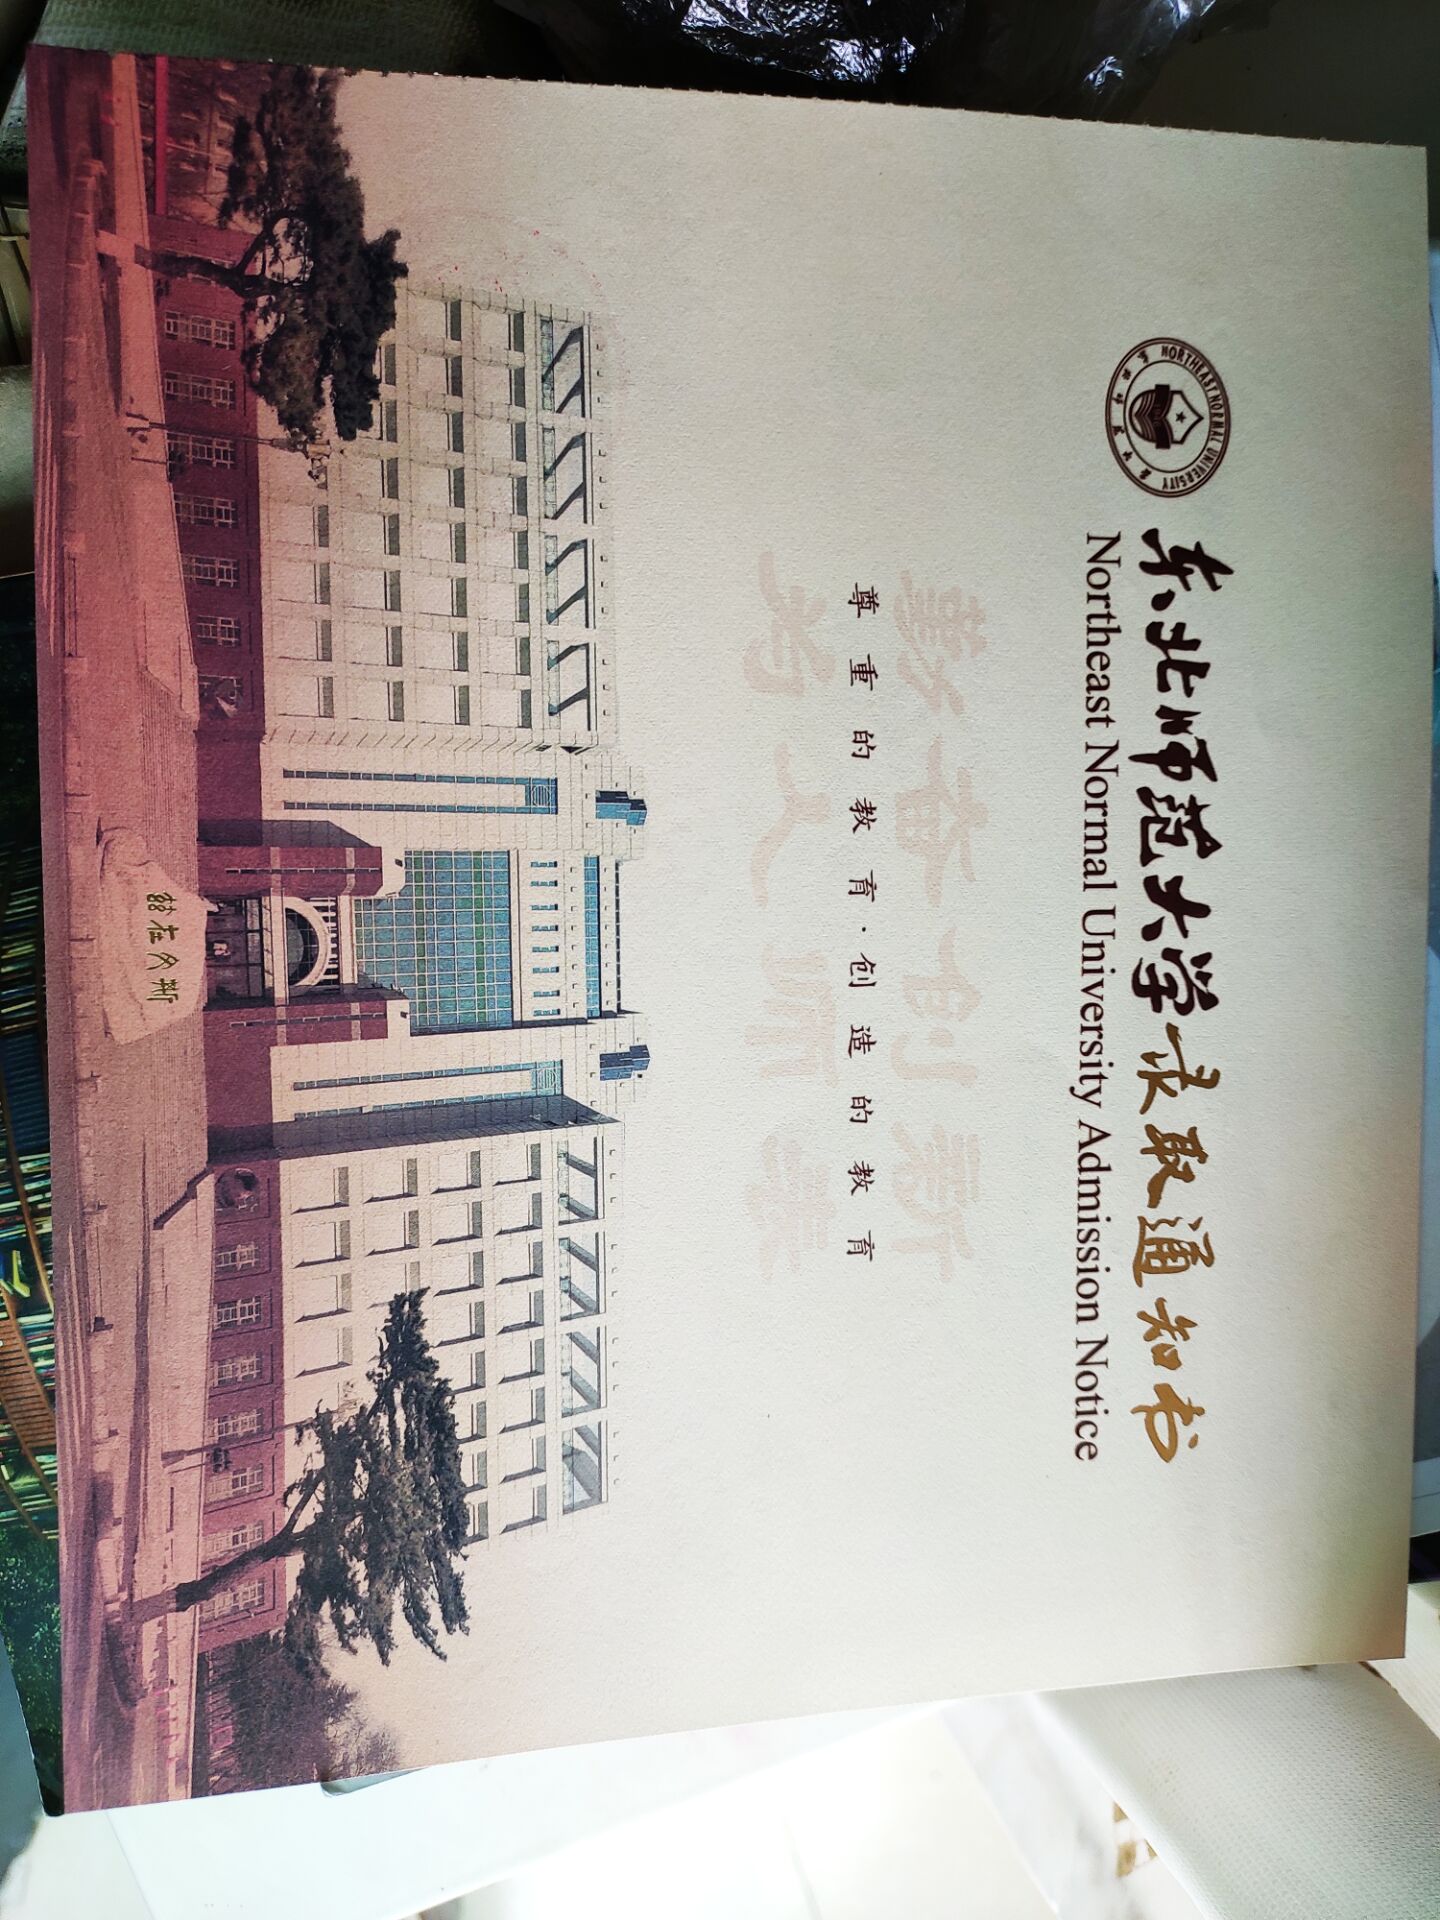 NORTHEAST NORMAL UNIVERSITY
东北师范大学
1946
东北师范大学录取通知书
Northeast Normal University Admission Notice
勤奋创新
尊重的教育·创造的教育
为人师表
兹在文斯